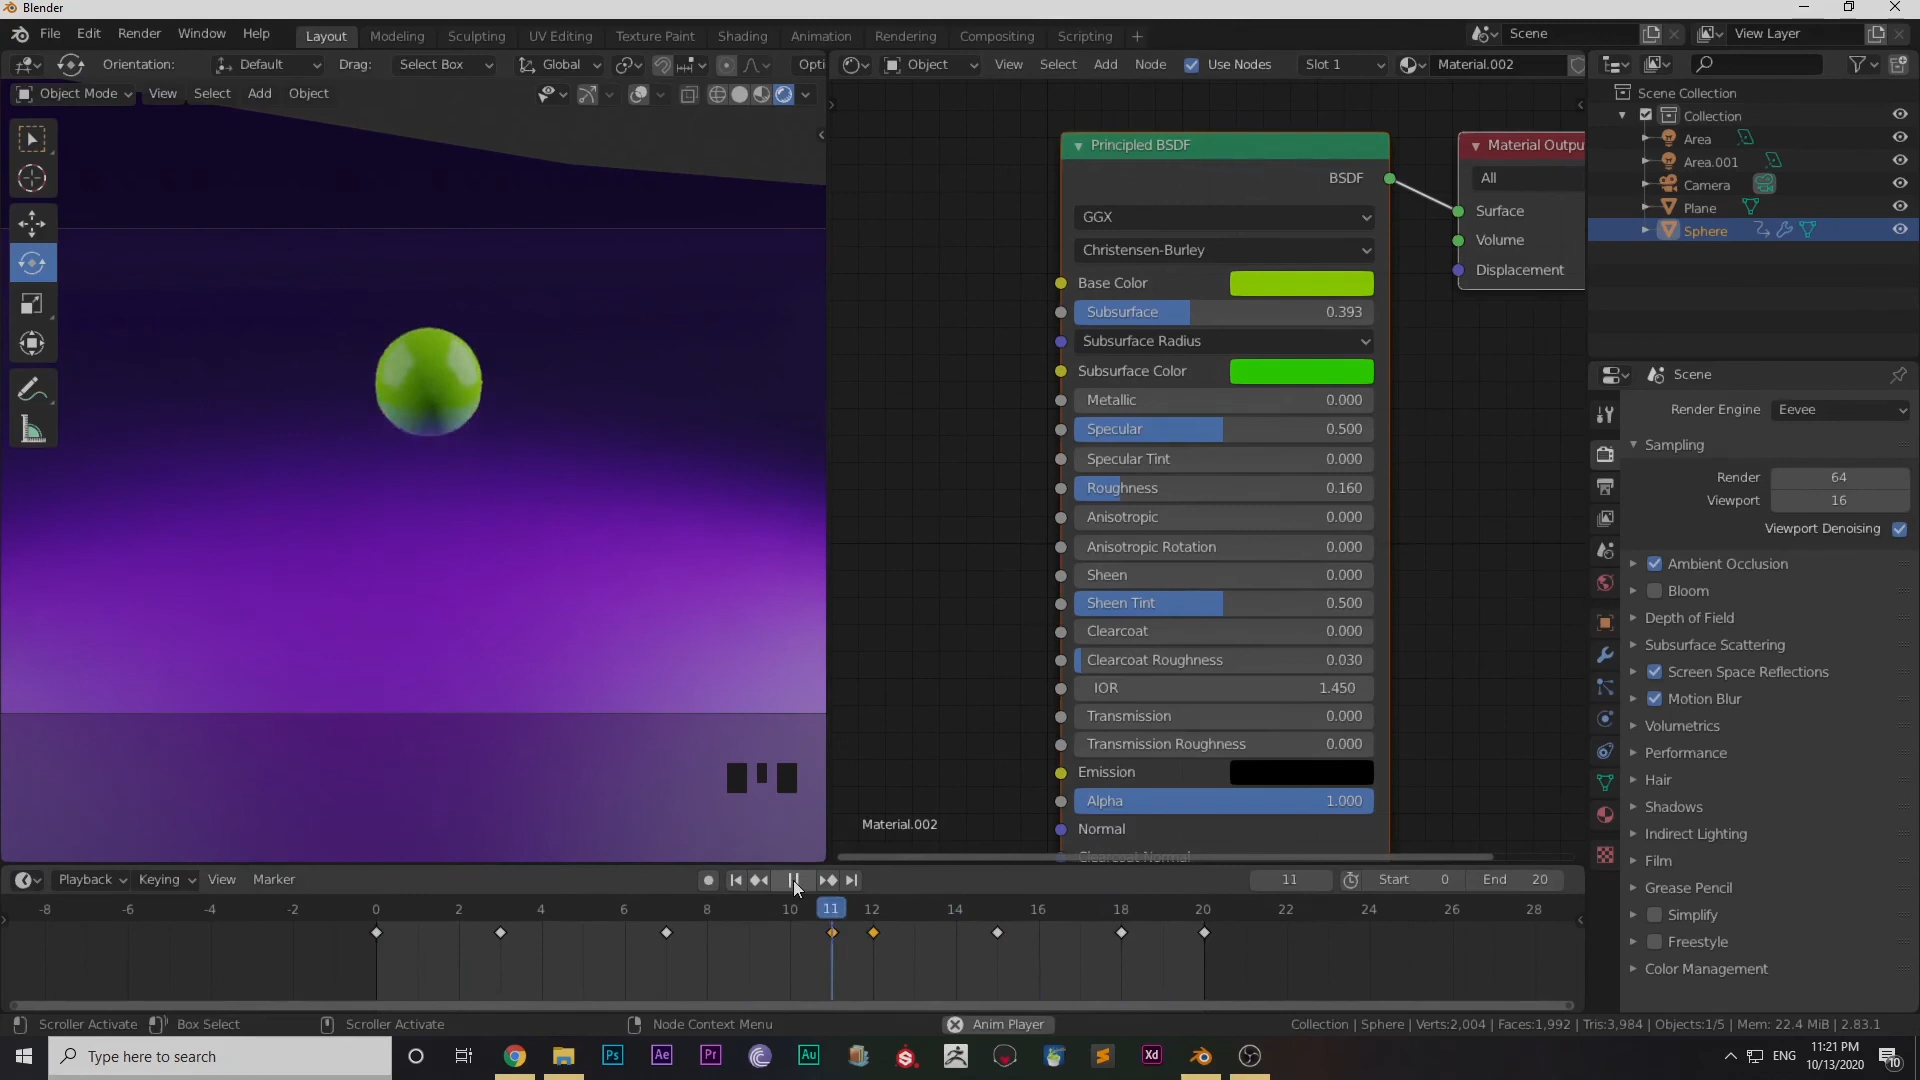 Blender
File Edit Render Window Help Layout Modeling Sculpting UV Editing Texture Paint Shading Animation Rendering Compositing Scripting + Scene View Layer
Orientation: Default Drag: Select Box Global Opti
Object View Select Add Node Use Nodes Slot 1 Material.002
Object Mode View Select Add Object
Scene Collection
Collection
Area
Area.001
Camera
Plane
Sphere
Principled BSDF
BSDF
GGX
Christensen-Burley
Base Color
Subsurface 0.393
Subsurface Radius
Subsurface Color
Metallic 0.000
Specular 0.500
Specular Tint 0.000
Roughness 0.160
Anisotropic 0.000
Anisotropic Rotation 0.000
Sheen 0.000
Sheen Tint 0.500
Clearcoat 0.000
Clearcoat Roughness 0.030
IOR 1.450
Transmission 0.000
Transmission Roughness 0.000
Emission
Alpha 1.000
Normal
Clearcoat Normal
Material.002
Material Outpu
All
Surface
Volume
Displacement
Scene
Render Engine Eevee
Sampling
Render 64
Viewport 16
Viewport Denoising
Ambient Occlusion
Bloom
Depth of Field
Subsurface Scattering
Screen Space Reflections
Motion Blur
Volumetrics
Performance
Hair
Shadows
Indirect Lighting
Film
Grease Pencil
Simplify
Freestyle
Color Management
Playback Keying View Marker 11 Start 0 End 20
-8 -6 -4 -2 0 2 4 6 8 10 11 12 14 16 18 20 22 24 26 28
Scroller Activate Box Select Scroller Activate Node Context Menu Anim Player Collection | Sphere | Verts:2,004 | Faces:1,992 | Tris:3,984 | Objects:1/5 | Mem: 22.4 MiB | 2.83.1
Type here to search Ps Ae Pr Au Xd ENG 11:21 PM
10/13/2020 10